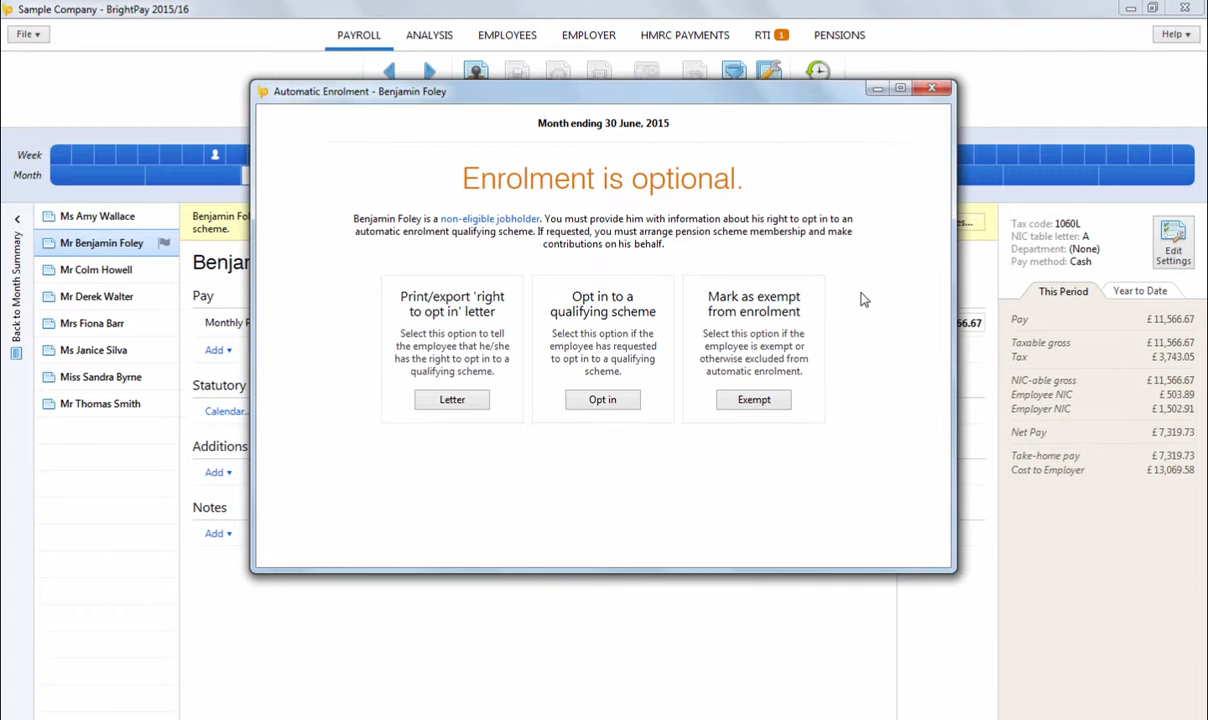 Sample Company - BrightPay 2015/16
File
PAYROLL ANALYSIS EMPLOYEES EMPLOYER HMRC PAYMENTS RTI 1 PENSIONS
Help
Week
Month
Back to Month Summary
Ms Amy Wallace
Mr Benjamin Foley
Mr Colm Howell
Mr Derek Walter
Mrs Fiona Barr
Ms Janice Silva
Miss Sandra Byrne
Mr Thomas Smith
Benjamin Fol
scheme.
Benjar
Pay
Monthly P
Add
Statutory
Calendar...
Additions
Add
Notes
Add
Automatic Enrolment - Benjamin Foley
Month ending 30 June, 2015
Enrolment is optional.
Benjamin Foley is a non-eligible jobholder. You must provide him with information about his right to opt in to an
automatic enrolment qualifying scheme. If requested, you must arrange pension scheme membership and make
contributions on his behalf.
Print/export 'right
to opt in' letter
Select this option to tell
the employee that he/she
has the right to opt in to a
qualifying scheme.
Letter
Opt in to a
qualifying scheme
Select this option if the
employee has requested
to opt in to a qualifying
scheme.
Opt in
Mark as exempt
from enrolment
Select this option if the
employee is exempt or
otherwise excluded from
automatic enrolment.
Exempt
66.67
Tax code: 1060L
NIC table letter: A
Department: (None)
Pay method: Cash
Edit
Settings
This Period Year to Date
Pay £11,566.67
Taxable gross £11,566.67
Tax £3,743.05
NIC-able gross £11,566.67
Employee NIC £503.89
Employer NIC £1,502.91
Net Pay £7,319.73
Take-home pay £7,319.73
Cost to Employer £13,069.58